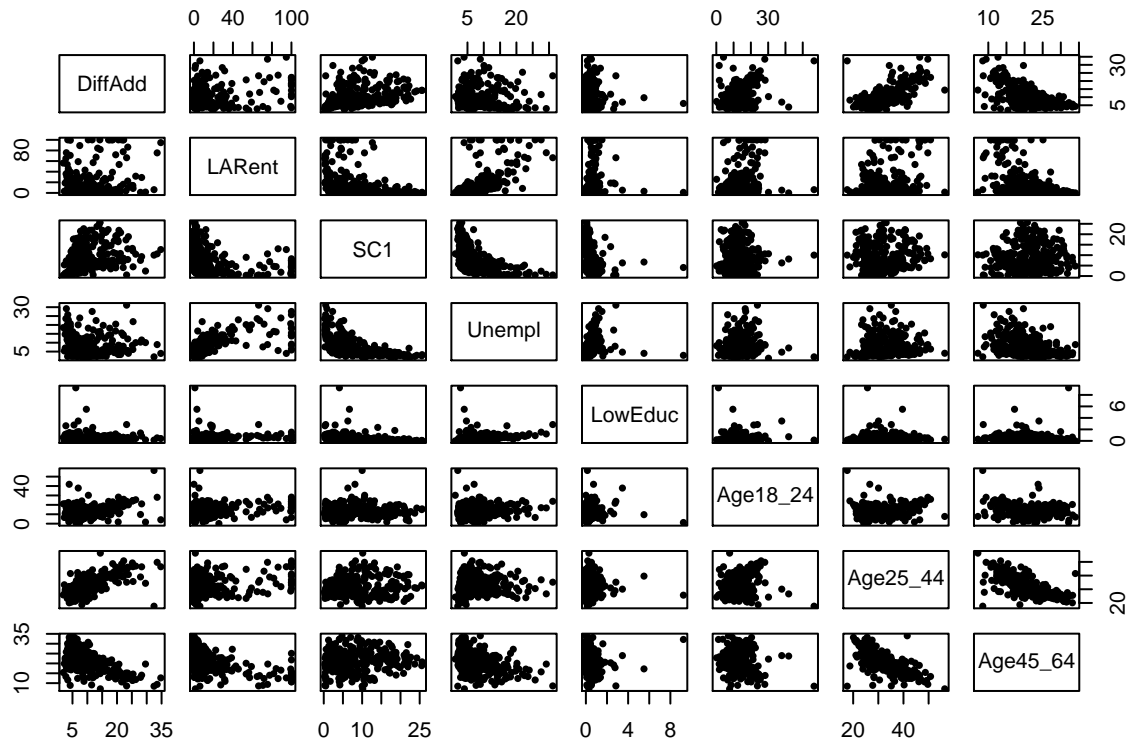 0 40 80 100 5 20 0 30 10 25
DiffAdd 5 30
0 80 LARent
SC1 0 20
5 30 Unempl
LowEduc 0 6
0 40 Age18_24
Age25_44 20
10 35 Age45_64
5 20 35 0 10 25 0 4 8 20 40